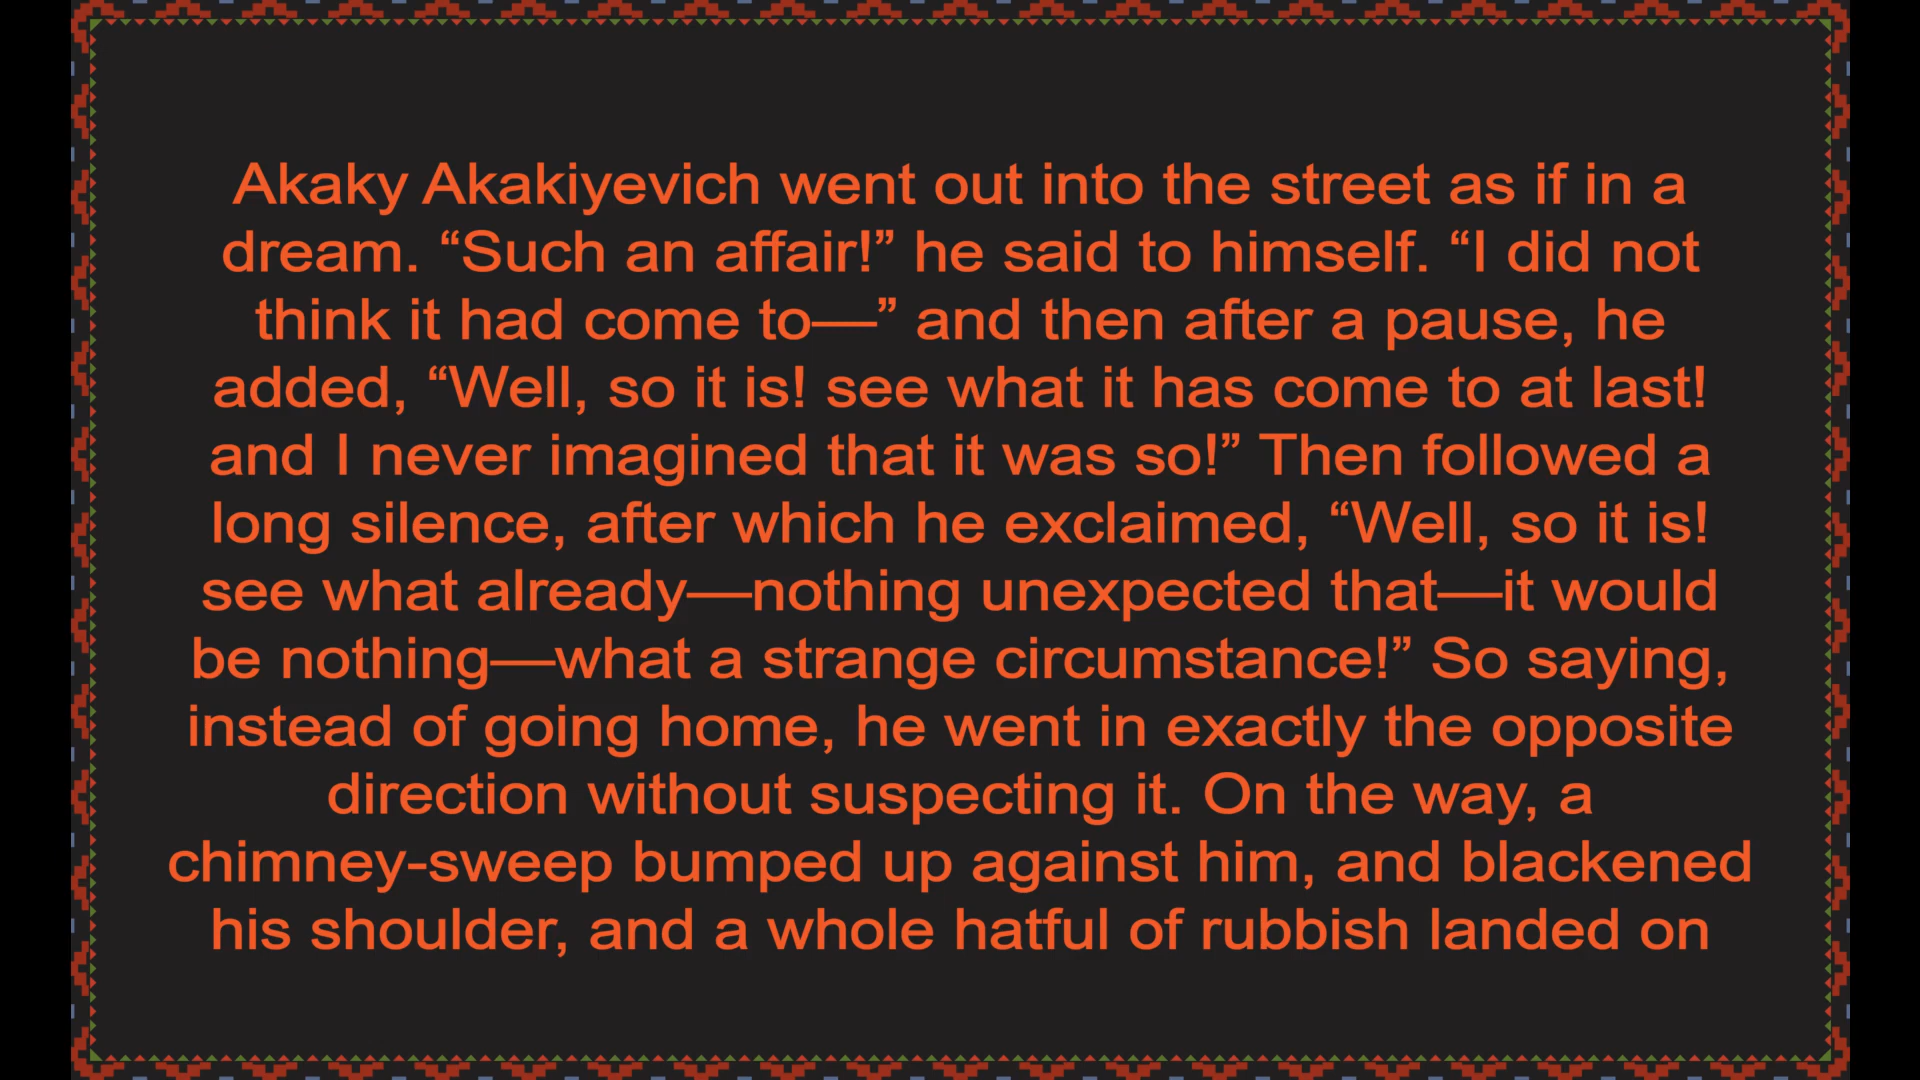 Akaky Akakiyevich went out into the street as if in a
dream. “Such an affair!” he said to himself. “I did not
think it had come to—” and then after a pause, he
added, “Well, so it is! see what it has come to at last!
and I never imagined that it was so!” Then followed a
long silence, after which he exclaimed, “Well, so it is!
see what already—nothing unexpected that—it would
be nothing—what a strange circumstance!” So saying,
instead of going home, he went in exactly the opposite
direction without suspecting it. On the way, a
chimney-sweep bumped up against him, and blackened
his shoulder, and a whole hatful of rubbish landed on